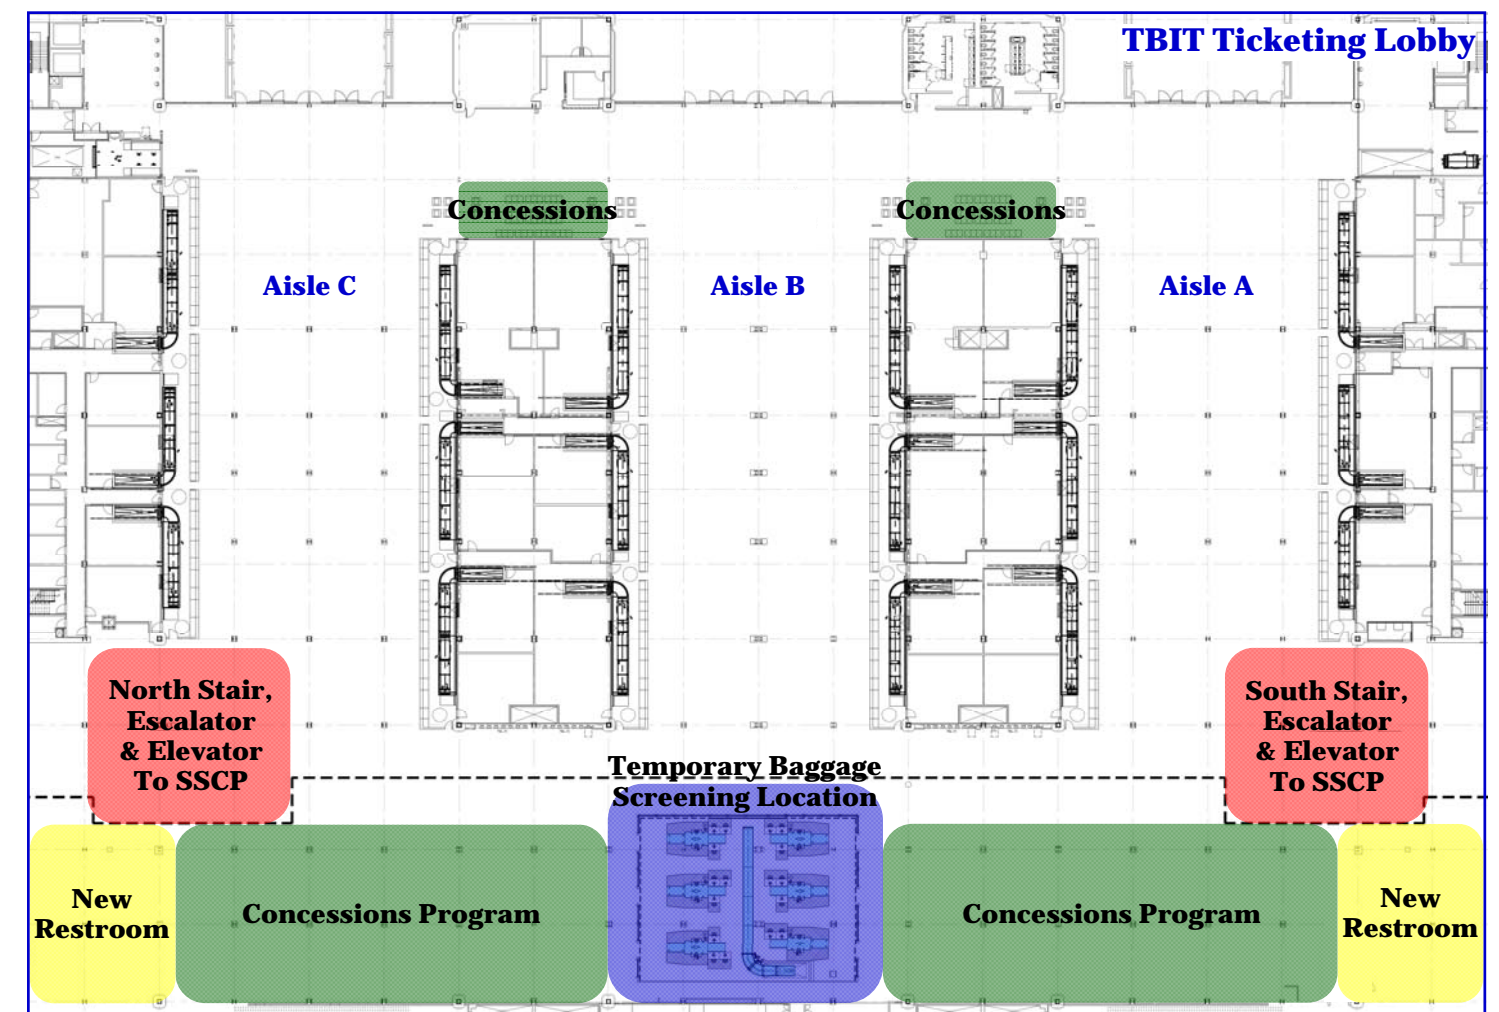 TBIT Ticketing Lobby
Concessions
Concessions
Aisle C
Aisle B
Aisle A
North Stair,
Escalator
& Elevator
To SSCP
South Stair,
Escalator
& Elevator
To SSCP
Temporary Baggage
Screening Location
New
Restroom
Concessions Program
Concessions Program
New
Restroom